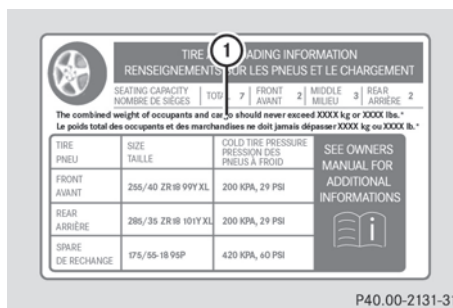 1
TIRE ADING INFORMATION
RENSEIGNEMENTS SUR LES PNEUS ET LE CHARGEMENT
SEATING CAPACITY TOTAL 7 FRONT 2 MIDDLE 3 REAR 2
NOMBRE DE SIÈGES AVANT MILIEU ARRIÈRE
The combined weight of occupants and cargo should never exceed XXXX kg or XXXX lbs.*
Le poids total des occupants et des marchandises ne doit jamais dépasser XXXX kg ou XXXX lb.*
TIRE SIZE COLD TIRE PRESSURE
PNEU TAILLE PRESSION DES
PNEUS À FROID
SEE OWNERS
MANUAL FOR
ADDITIONAL
INFORMATIONS
FRONT
AVANT 255/40 ZR18 99Y XL 200 KPA, 29 PSI
REAR
ARRIÈRE 285/35 ZR18 101Y XL 200 KPA, 29 PSI
SPARE
DE RECHANGE 175/55-18 95P 420 KPA, 60 PSI
i
P40.00-2131-31